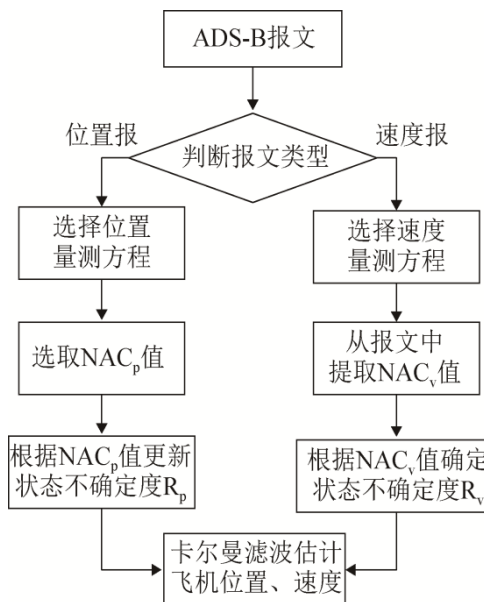 ADS-B报文
位置报
速度报
判断报文类型
选择位置
量测方程
选择速度
量测方程
选取NACₚ值
从报文中
提取NACᵥ值
根据NACₚ值更新
状态不确定度Rₚ
根据NACᵥ值确定
状态不确定度Rᵥ
卡尔曼滤波估计
飞机位置、速度